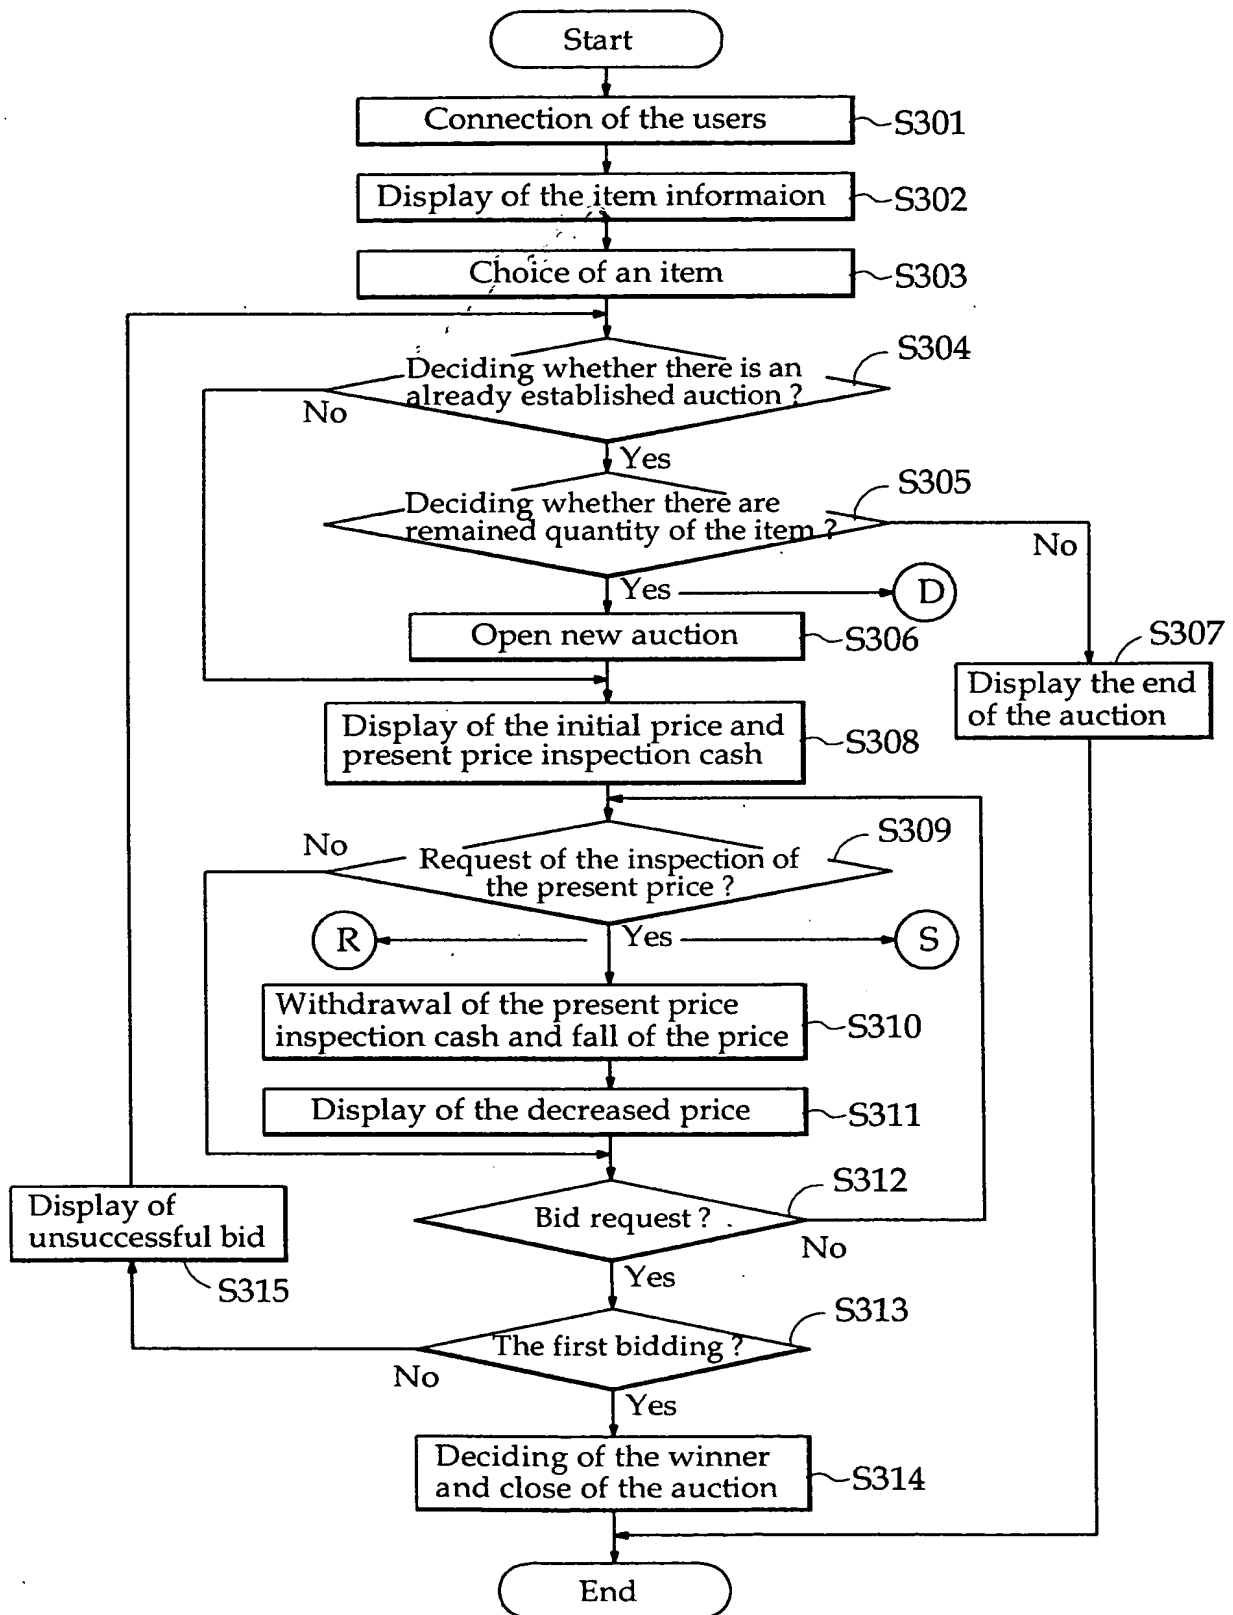 Start
Connection of the users
S301
Display of the item informaion
S302
Choice of an item
S303
Deciding whether there is an
already established auction ?
S304
No
Yes
Deciding whether there are
remained quantity of the item ?
S305
No
Yes
D
Open new auction
S306
S307
Display the end
of the auction
Display of the initial price and
present price inspection cash
S308
No
Request of the inspection of
the present price ?
S309
R
Yes
S
Withdrawal of the present price
inspection cash and fall of the price
S310
Display of the decreased price
S311
Display of
unsuccessful bid
S315
Bid request ?
S312
No
Yes
The first bidding ?
S313
No
Yes
Deciding of the winner
and close of the auction
S314
End